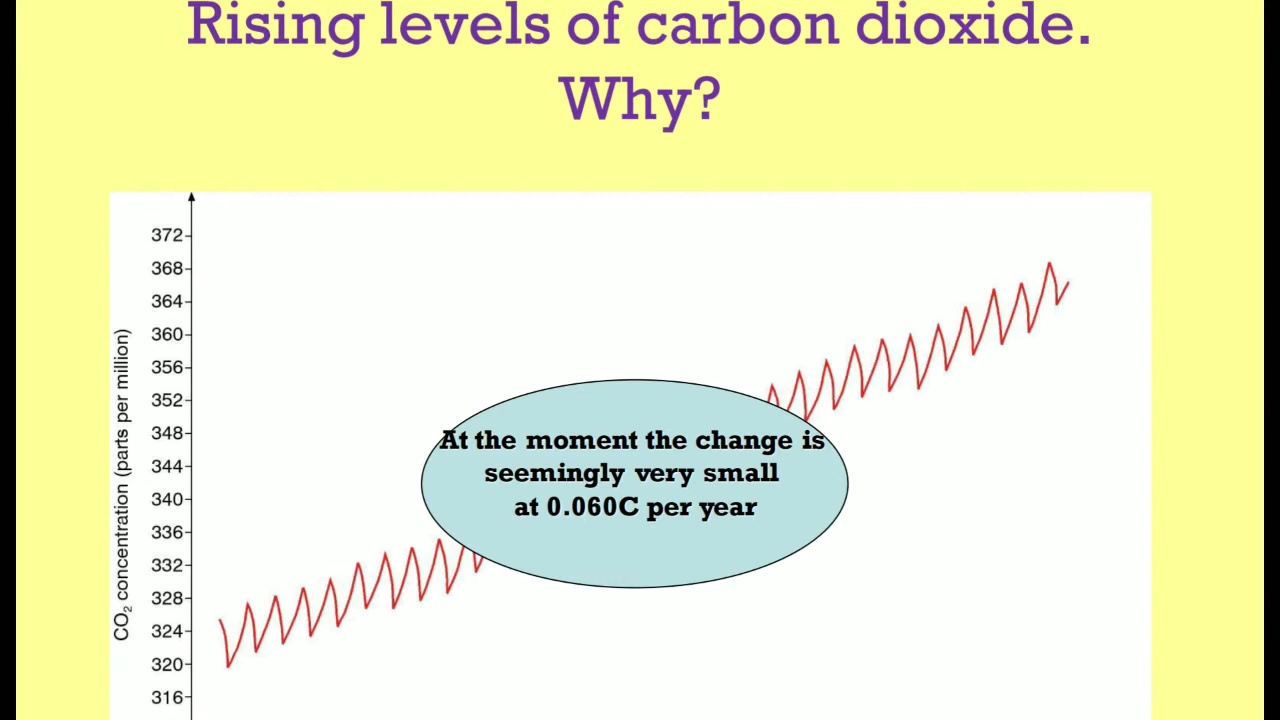 Rising levels of carbon dioxide.
Why?
372
368
364
360
356
352
348
344
340
336
332
328
324
320
316
CO₂ concentration (parts per million)
At the moment the change is
seemingly very small
at 0.060C per year